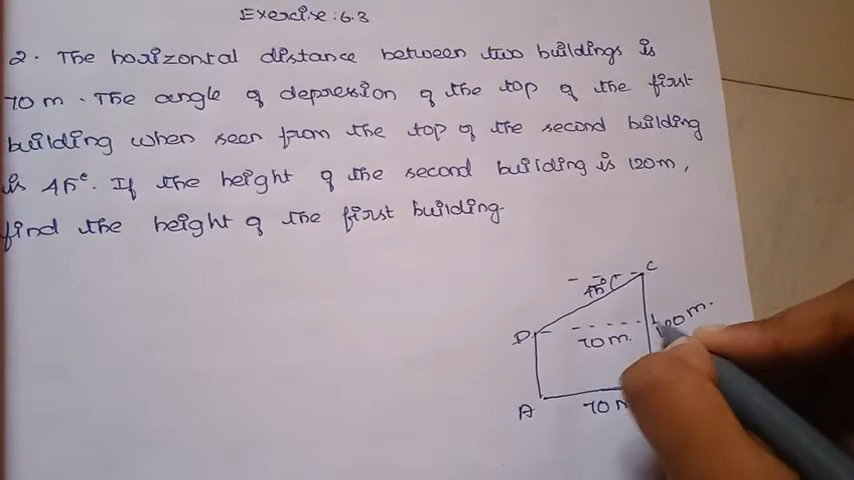 Exercise : 6.3
2. The horizontal distance between two buildings is
70 m. The angle of depression of the top of the first
building when seen from the top of the second building
is 45°. If the height of the second building is 120m,
find the height of the first building.
C
45°
D
70 m.
A
70 m